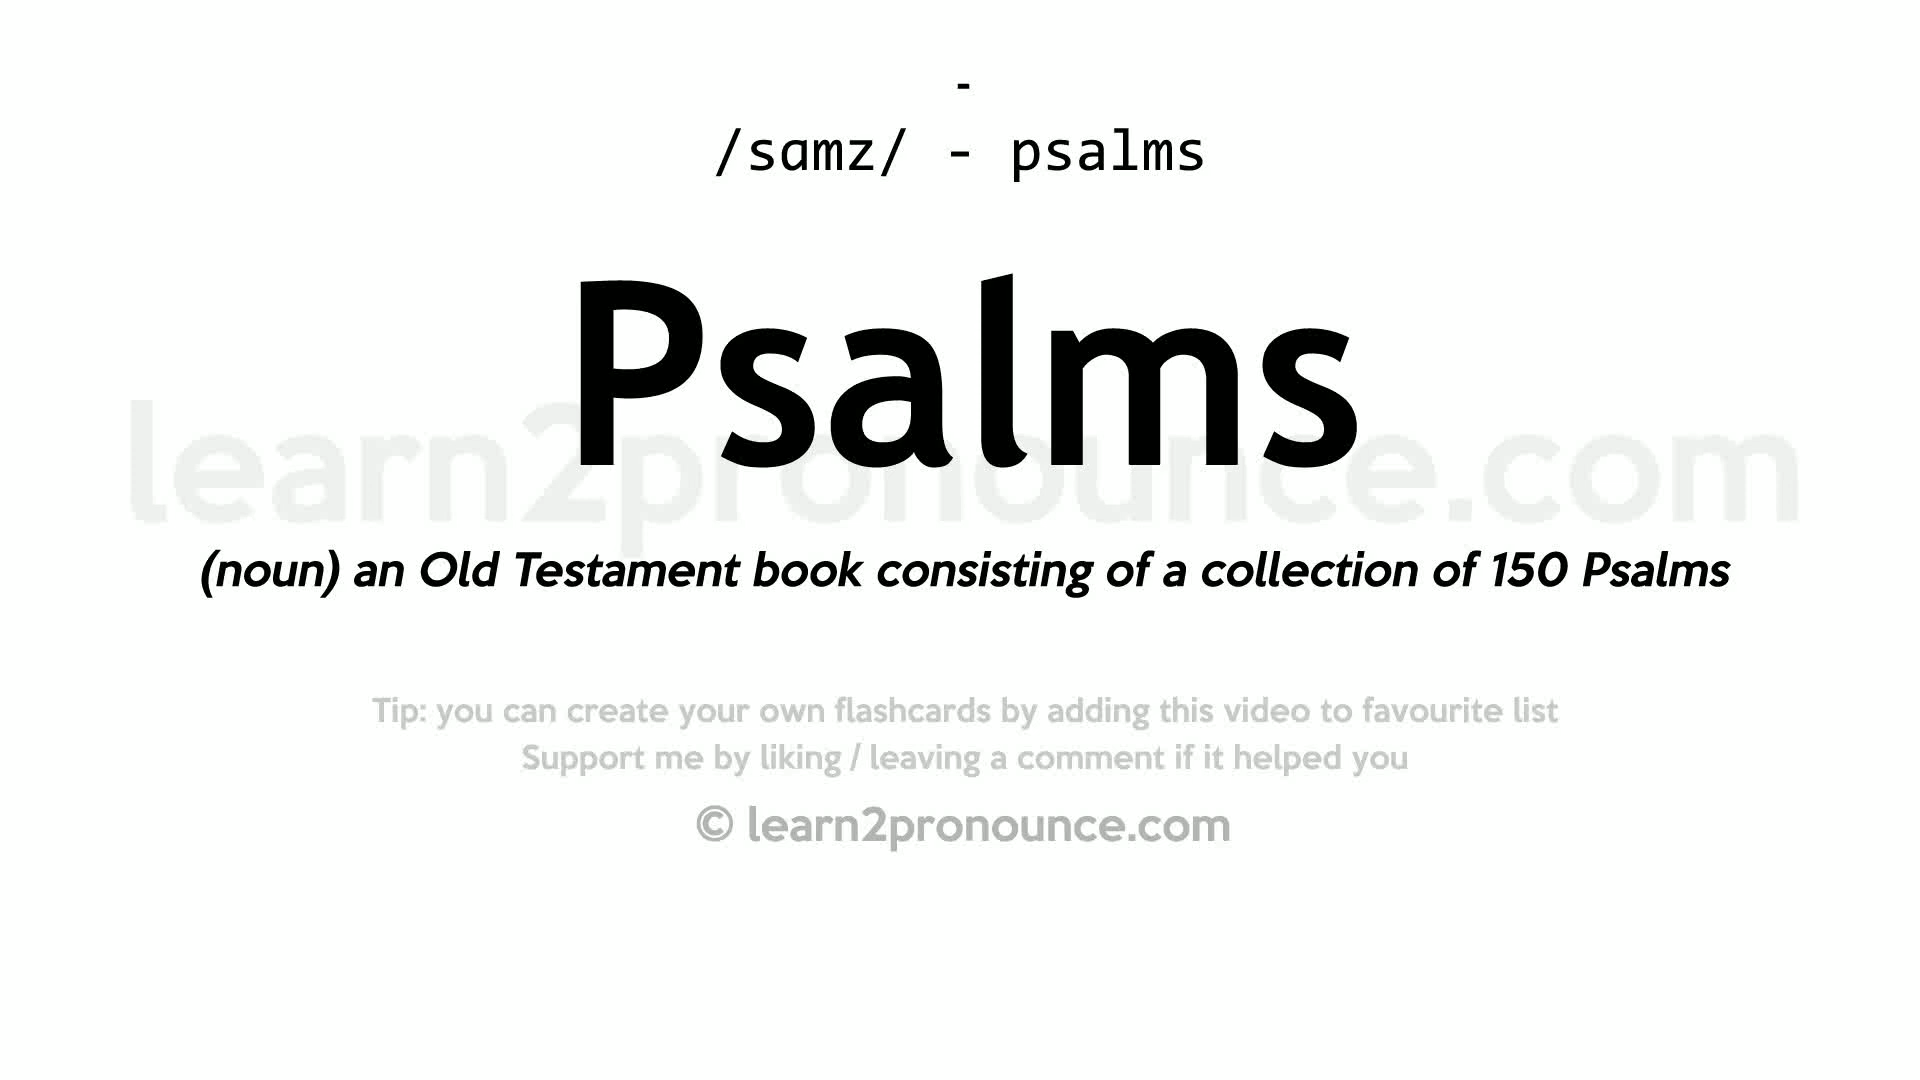 -
/sɑmz/ - psalms
Psalms
learn2pronounce.com
(noun) an Old Testament book consisting of a collection of 150 Psalms
Tip: you can create your own flashcards by adding this video to favourite list
Support me by liking / leaving a comment if it helped you
© learn2pronounce.com